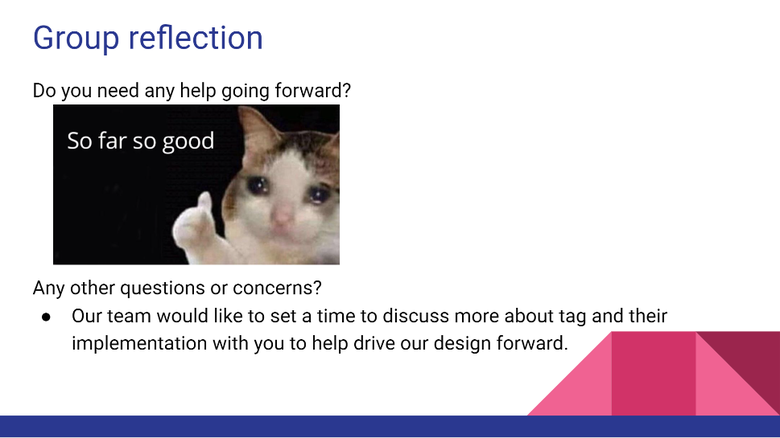 Group reflection
Do you need any help going forward?
So far so good
Any other questions or concerns?
● Our team would like to set a time to discuss more about tag and their
implementation with you to help drive our design forward.